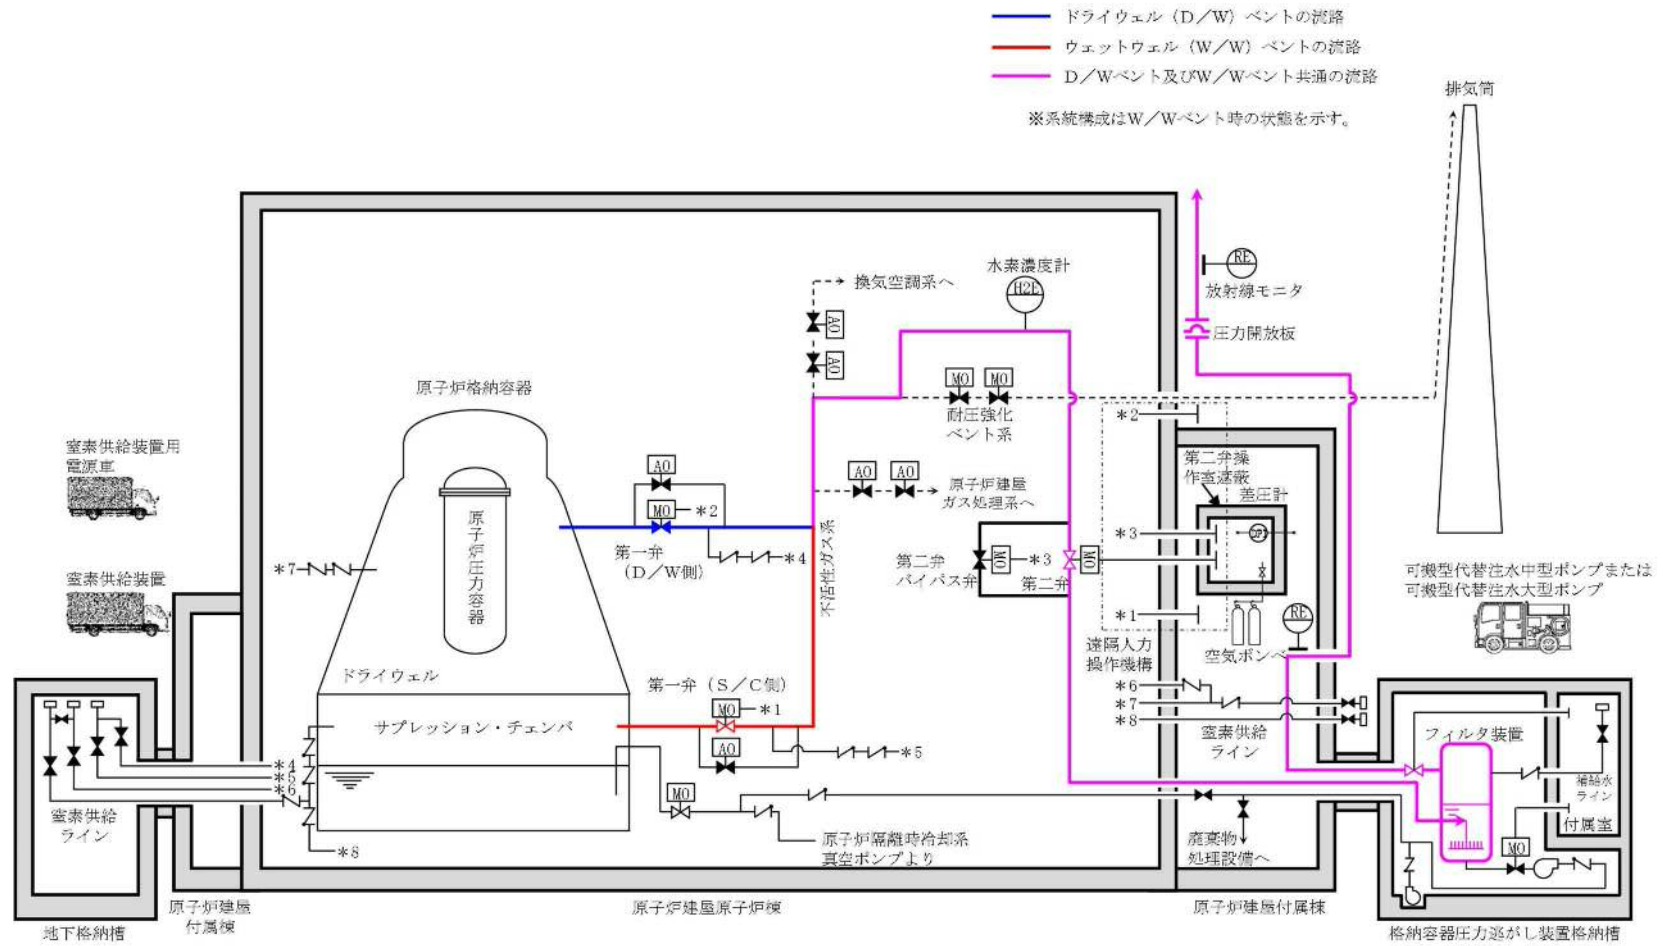 ドライウェル（D／W）ベントの流路
ウェットウェル（W／W）ベントの流路
D／Wベント及びW／Wベント共通の流路
※系統構成はW／Wベント時の状態を示す。
排気筒
水素濃度計
H2E
RE
放射線モニタ
圧力開放板
換気空調系へ
AO
AO
原子炉格納容器
MO
MO
耐圧強化
ベント系
＊2
窒素供給装置用
電源車
AO
MO
＊2
AO
AO
原子炉建屋
ガス処理系へ
第二弁操
作室遮蔽
差圧計
DPI
原子炉圧力容器
第一弁
（D／W側）
＊4
不活性ガス系
＊3
第二弁
バイパス弁
MO
＊3
第二弁
MO
＊7
窒素供給装置
可搬型代替注水中型ポンプまたは
可搬型代替注水大型ポンプ
＊1
RE
遠隔人力
操作機構
空気ボンベ
ドライウェル
第一弁（S／C側）
MO
＊1
サプレッション・チェンバ
AO
＊5
＊6
＊7
＊8
窒素供給
ライン
フィルタ装置
＊4
＊5
＊6
窒素供給
ライン
MO
補給水
ライン
付属室
MO
＊8
原子炉隔離時冷却系
真空ポンプより
廃棄物
処理設備へ
原子炉建屋
付属棟
原子炉建屋原子炉棟
原子炉建屋付属棟
地下格納槽
格納容器圧力逃がし装置格納槽